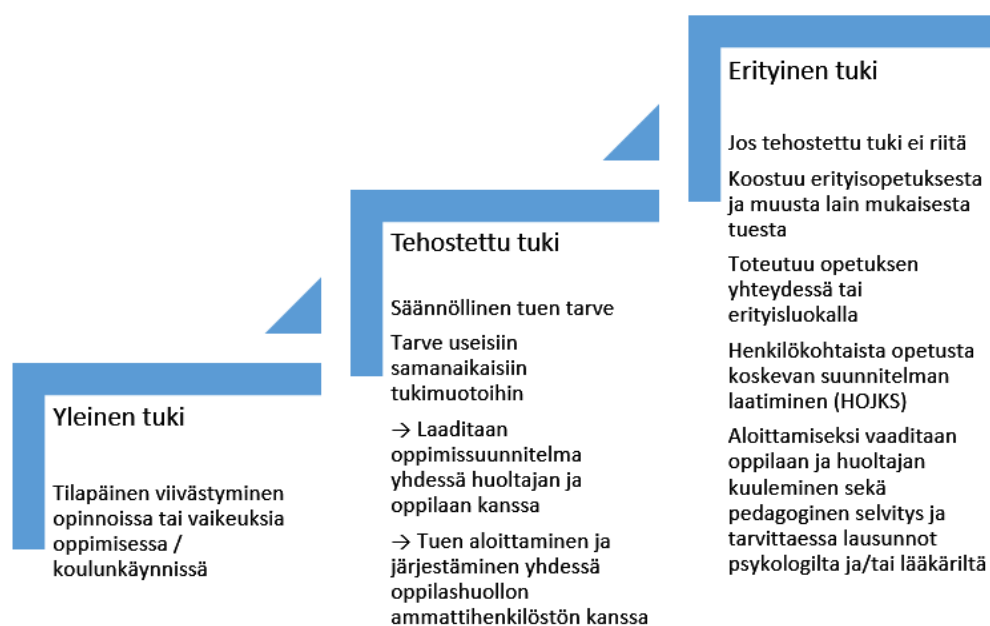 Yleinen tuki
Tilapäinen viivästyminen
opinnoissa tai vaikeuksia
oppimisessa /
koulunkäynnissä
Tehostettu tuki
Säännöllinen tuen tarve
Tarve useisiin
samanaikaisiin
tukimuotoihin
→ Laaditaan
oppimissuunnitelma
yhdessä huoltajan ja
oppilaan kanssa
→ Tuen aloittaminen ja
järjestäminen yhdessä
oppilashuollon
ammattihenkilöstön kanssa
Erityinen tuki
Jos tehostettu tuki ei riitä
Koostuu erityisopetuksesta
ja muusta lain mukaisesta
tuesta
Toteutuu opetuksen
yhteydessä tai
erityisluokalla
Henkilökohtaista opetusta
koskevan suunnitelman
laatiminen (HOJKS)
Aloittamiseksi vaaditaan
oppilaan ja huoltajan
kuuleminen sekä
pedagoginen selvitys ja
tarvittaessa lausunnot
psykologilta ja/tai lääkäriltä